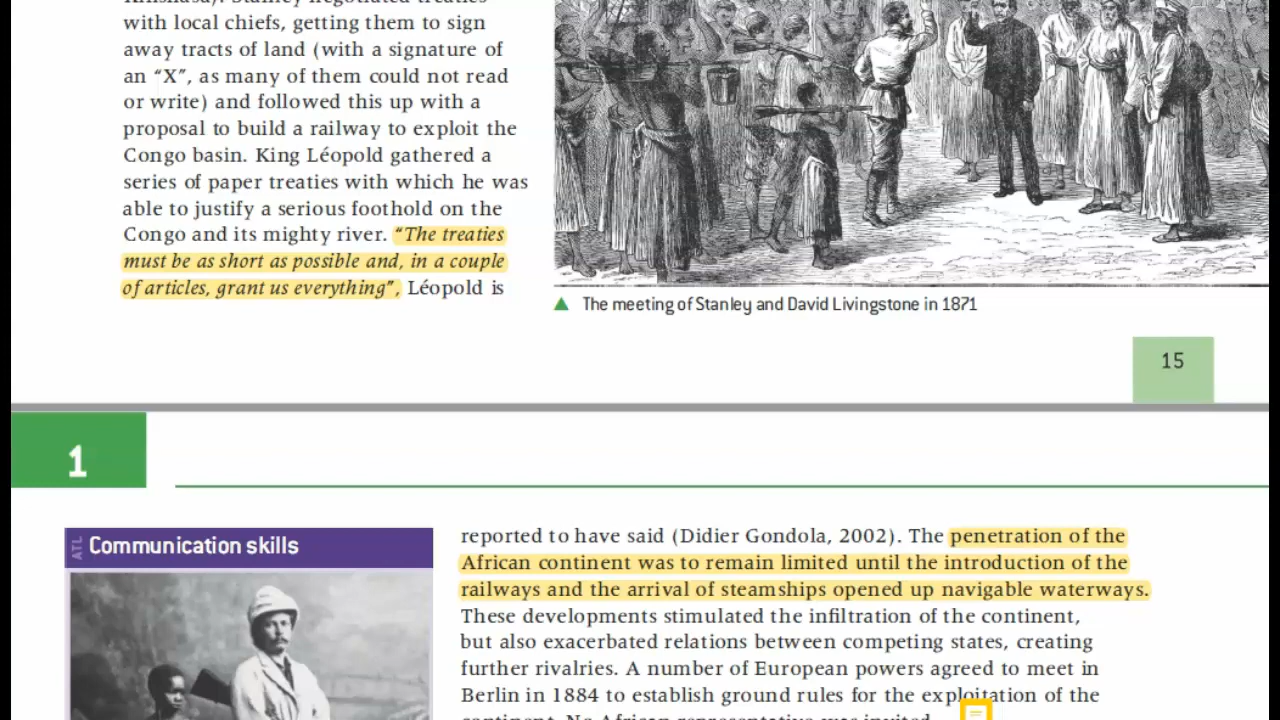 with local chiefs, getting them to sign
away tracts of land (with a signature of
an “X”, as many of them could not read
or write) and followed this up with a
proposal to build a railway to exploit the
Congo basin. King Léopold gathered a
series of paper treaties with which he was
able to justify a serious foothold on the
Congo and its mighty river. “The treaties
must be as short as possible and, in a couple
of articles, grant us everything”, Léopold is
The meeting of Stanley and David Livingstone in 1871
15
1
ATL
Communication skills
reported to have said (Didier Gondola, 2002). The penetration of the
African continent was to remain limited until the introduction of the
railways and the arrival of steamships opened up navigable waterways.
These developments stimulated the infiltration of the continent,
but also exacerbated relations between competing states, creating
further rivalries. A number of European powers agreed to meet in
Berlin in 1884 to establish ground rules for the exploitation of the
continent. No African representative was invited.